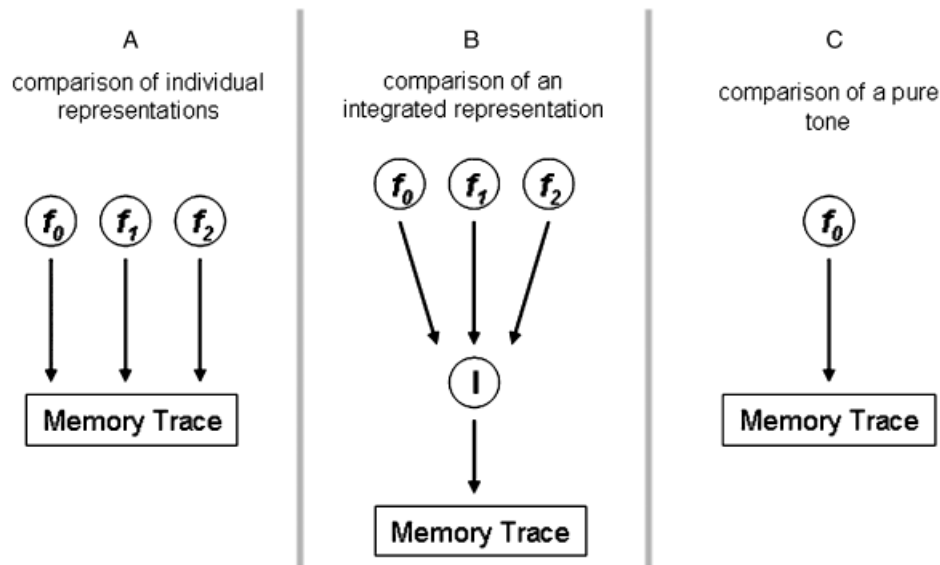 A
comparison of individual
representations
f0 f1 f2
Memory Trace
B
comparison of an
integrated representation
f0 f1 f2
I
Memory Trace
C
comparison of a pure
tone
f0
Memory Trace